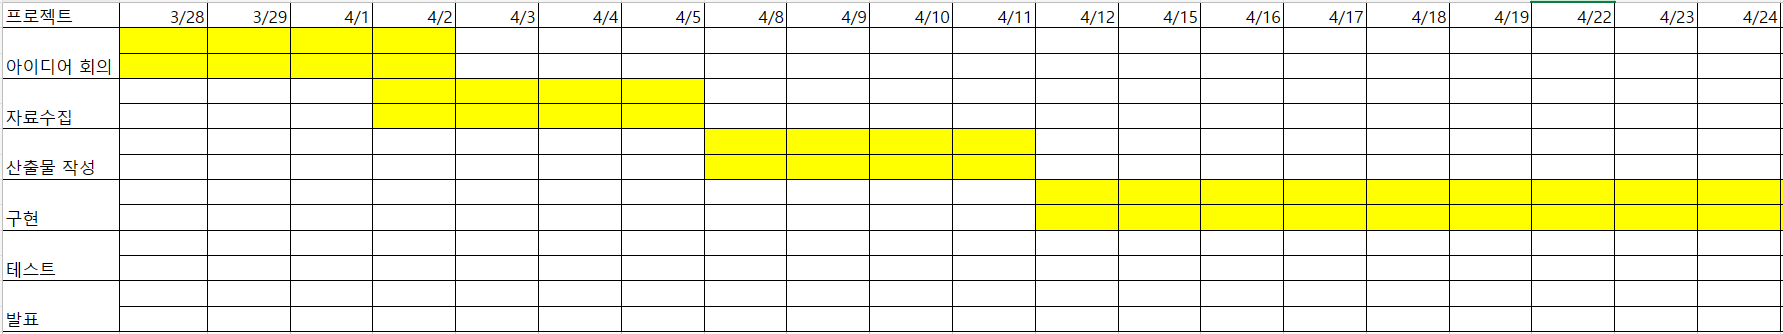 프로젝트 3/28 3/29 4/1 4/2 4/3 4/4 4/5 4/8 4/9 4/10 4/11 4/12 4/15 4/16 4/17 4/18 4/19 4/22 4/23 4/24
아이디어 회의
자료수집
산출물 작성
구현
테스트
발표